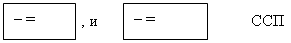 – = , и – = ССП